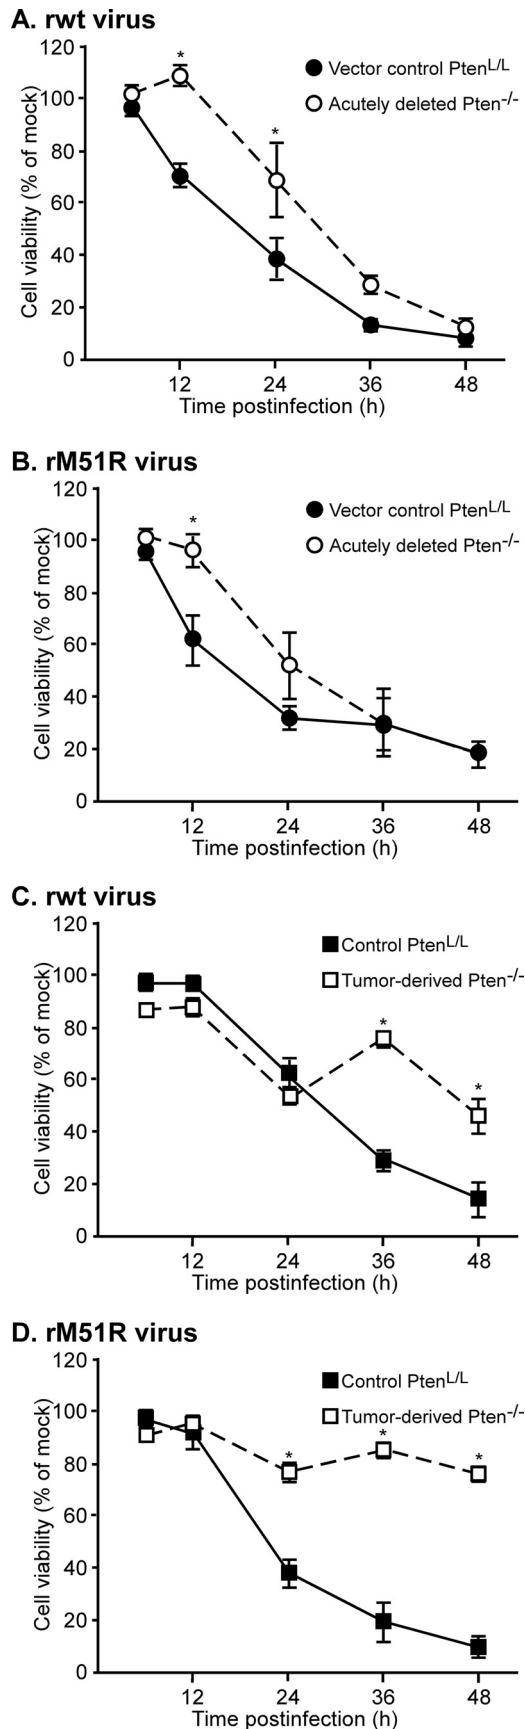 A. rwt virus
120
100
80
60
40
20
0
Cell viability (% of mock)
* *
Vector control Pten^L/L
Acutely deleted Pten^-/-
12 24 36 48
Time postinfection (h)
B. rM51R virus
120
100
80
60
40
20
0
Cell viability (% of mock)
*
Vector control Pten^L/L
Acutely deleted Pten^-/-
12 24 36 48
Time postinfection (h)
C. rwt virus
120
100
80
60
40
20
0
Cell viability (% of mock)
Control Pten^L/L
Tumor-derived Pten^-/-
* *
12 24 36 48
Time postinfection (h)
D. rM51R virus
120
100
80
60
40
20
0
Cell viability (% of mock)
Control Pten^L/L
Tumor-derived Pten^-/-
* * *
12 24 36 48
Time postinfection (h)